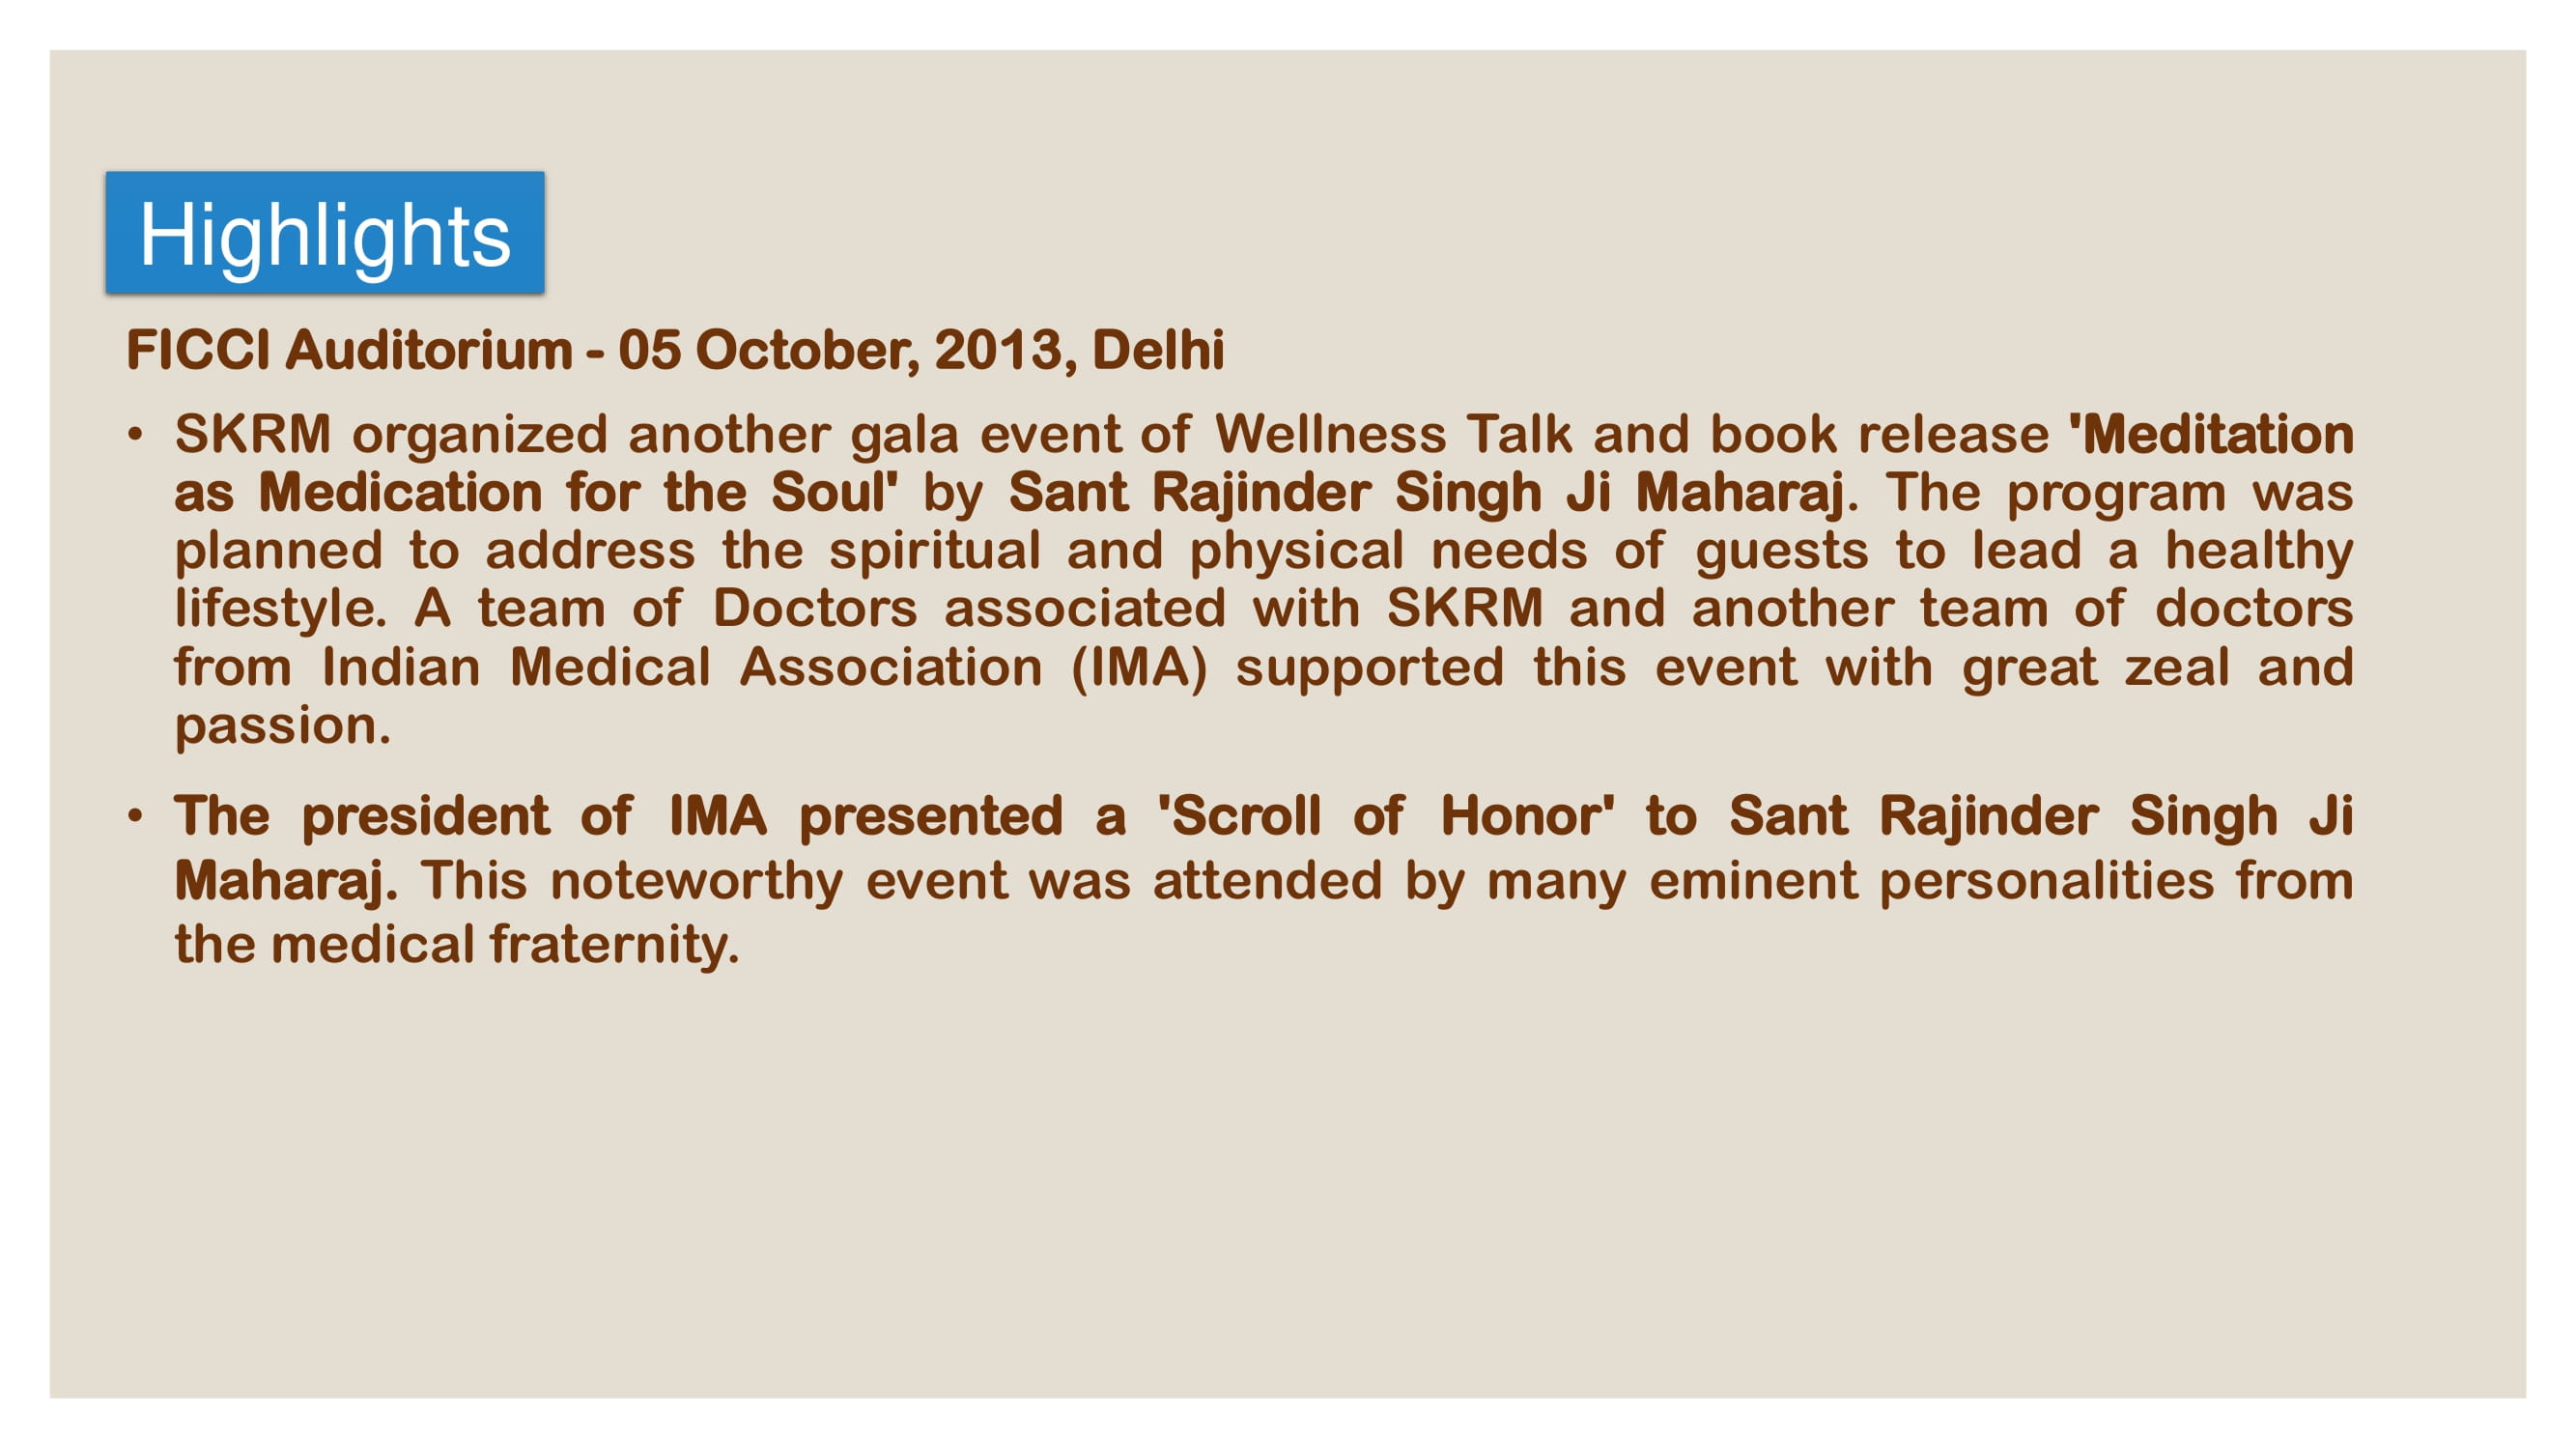 Highlights
FICCI Auditorium - 05 October, 2013, Delhi
• SKRM organized another gala event of Wellness Talk and book release 'Meditation
as Medication for the Soul' by Sant Rajinder Singh Ji Maharaj. The program was
planned to address the spiritual and physical needs of guests to lead a healthy
lifestyle. A team of Doctors associated with SKRM and another team of doctors
from Indian Medical Association (IMA) supported this event with great zeal and
passion.
• The president of IMA presented a 'Scroll of Honor' to Sant Rajinder Singh Ji
Maharaj. This noteworthy event was attended by many eminent personalities from
the medical fraternity.